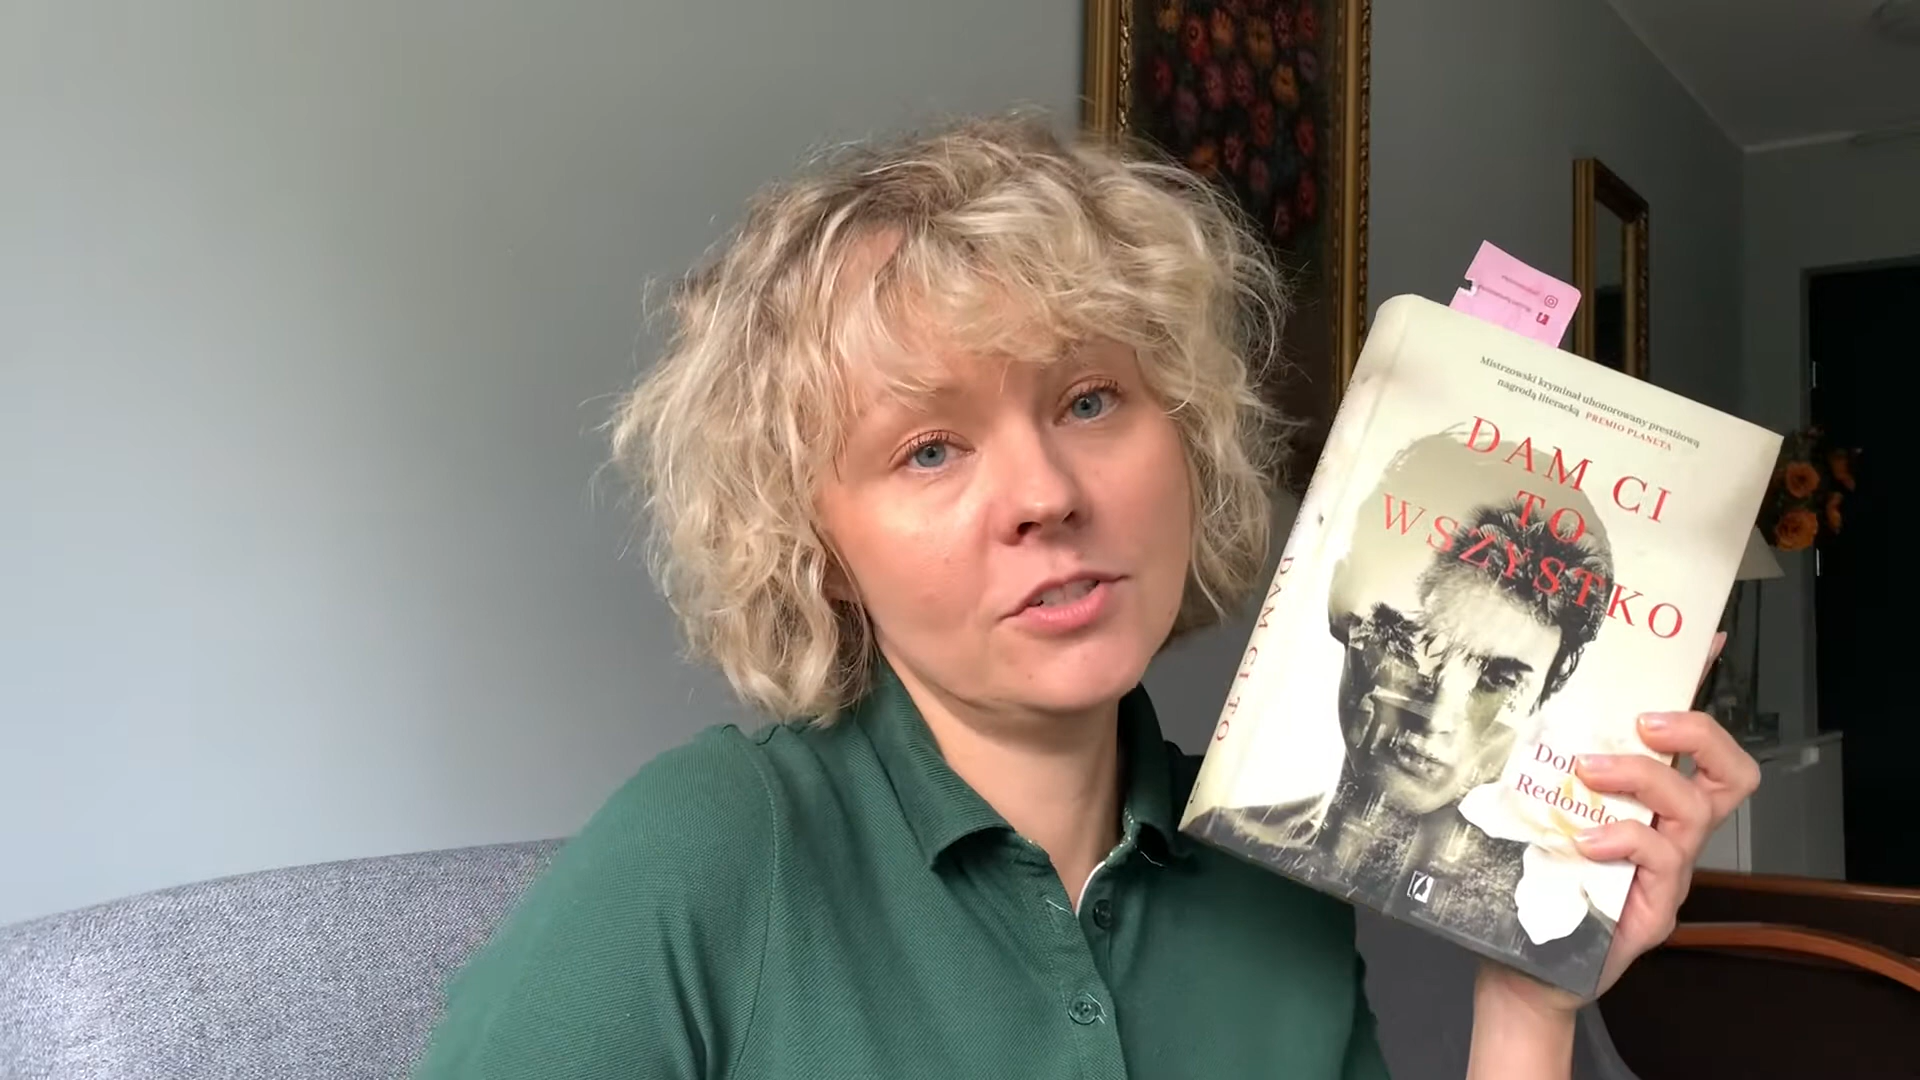 Mistrzowski kryminał uhonorowany prestiżową
nagrodą literacką PREMIO PLANETA
DAM CI
TO
WSZYSTKO
Redondo
DAM CI TO